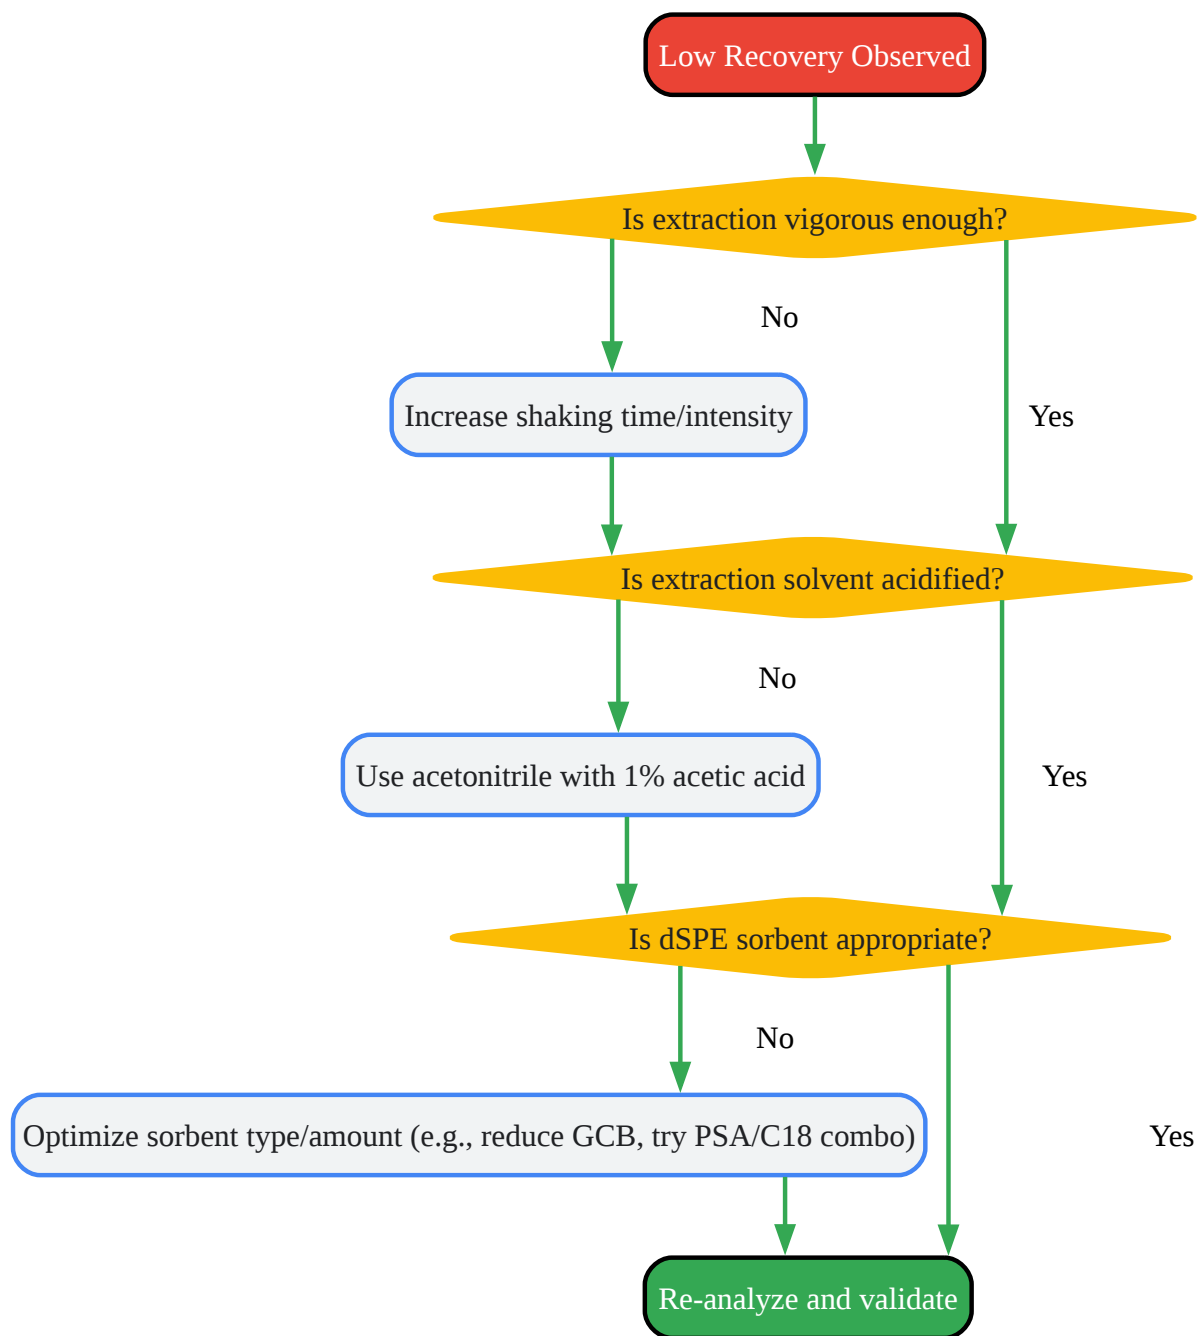 Low Recovery Observed
Is extraction vigorous enough?
No
Increase shaking time/intensity
Yes
Is extraction solvent acidified?
No
Use acetonitrile with 1% acetic acid
Yes
Is dSPE sorbent appropriate?
No
Optimize sorbent type/amount (e.g., reduce GCB, try PSA/C18 combo)
Yes
Re-analyze and validate